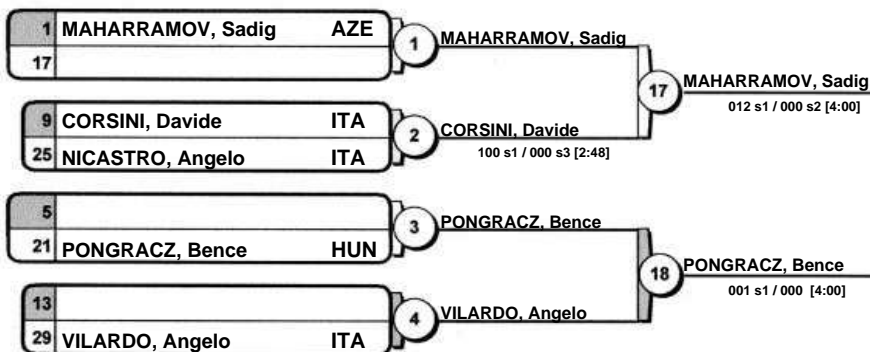 1 MAHARRAMOV, Sadig AZE
17
1
MAHARRAMOV, Sadig
9 CORSINI, Davide ITA
25 NICASTRO, Angelo ITA
2
CORSINI, Davide
100 s1 / 000 s3 [2:48]
17
MAHARRAMOV, Sadig
012 s1 / 000 s2 [4:00]
5
21 PONGRACZ, Bence HUN
3
PONGRACZ, Bence
13
29 VILARDO, Angelo ITA
4
VILARDO, Angelo
18
PONGRACZ, Bence
001 s1 / 000 [4:00]